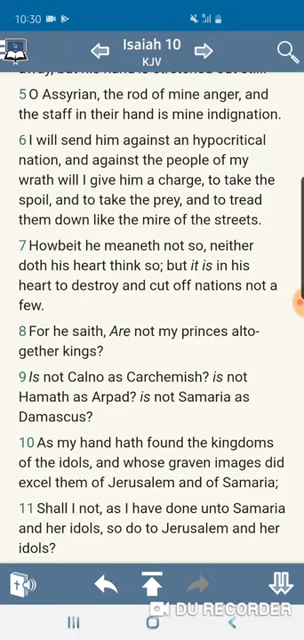 10:30
Isaiah 10
KJV
5 O Assyrian, the rod of mine anger, and
the staff in their hand is mine indignation.
6 I will send him against an hypocritical
nation, and against the people of my
wrath will I give him a charge, to take the
spoil, and to take the prey, and to tread
them down like the mire of the streets.
7 Howbeit he meaneth not so, neither
doth his heart think so; but it is in his
heart to destroy and cut off nations not a
few.
8 For he saith, Are not my princes alto-
gether kings?
9 Is not Calno as Carchemish? is not
Hamath as Arpad? is not Samaria as
Damascus?
10 As my hand hath found the kingdoms
of the idols, and whose graven images did
excel them of Jerusalem and of Samaria;
11 Shall I not, as I have done unto Samaria
and her idols, so do to Jerusalem and her
idols?
DU RECORDER